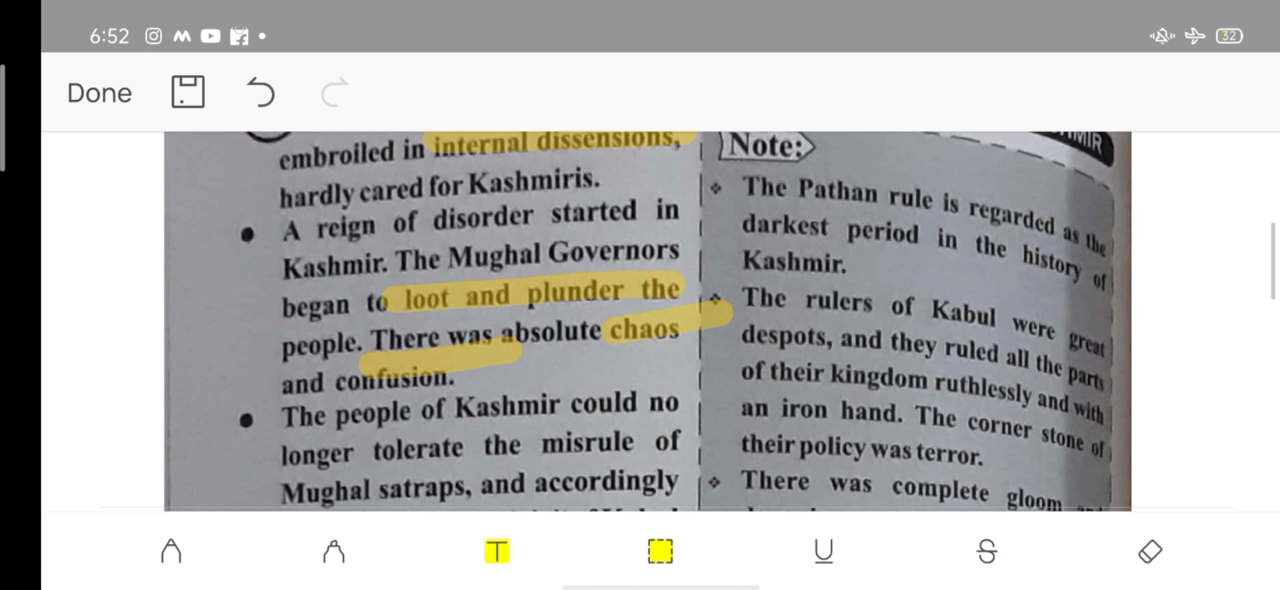 6:52
32
Done
embroiled in internal dissensions,
hardly cared for Kashmiris.
● A reign of disorder started in
Kashmir. The Mughal Governors
began to loot and plunder the
people. There was absolute chaos
and confusion.
● The people of Kashmir could no
longer tolerate the misrule of
Mughal satraps, and accordingly
Note:
❖ The Pathan rule is regarded as the
darkest period in the history of
Kashmir.
❖ The rulers of Kabul were great
despots, and they ruled all the parts
of their kingdom ruthlessly and with
an iron hand. The corner stone of
their policy was terror.
❖ There was complete gloom and
T
U
S